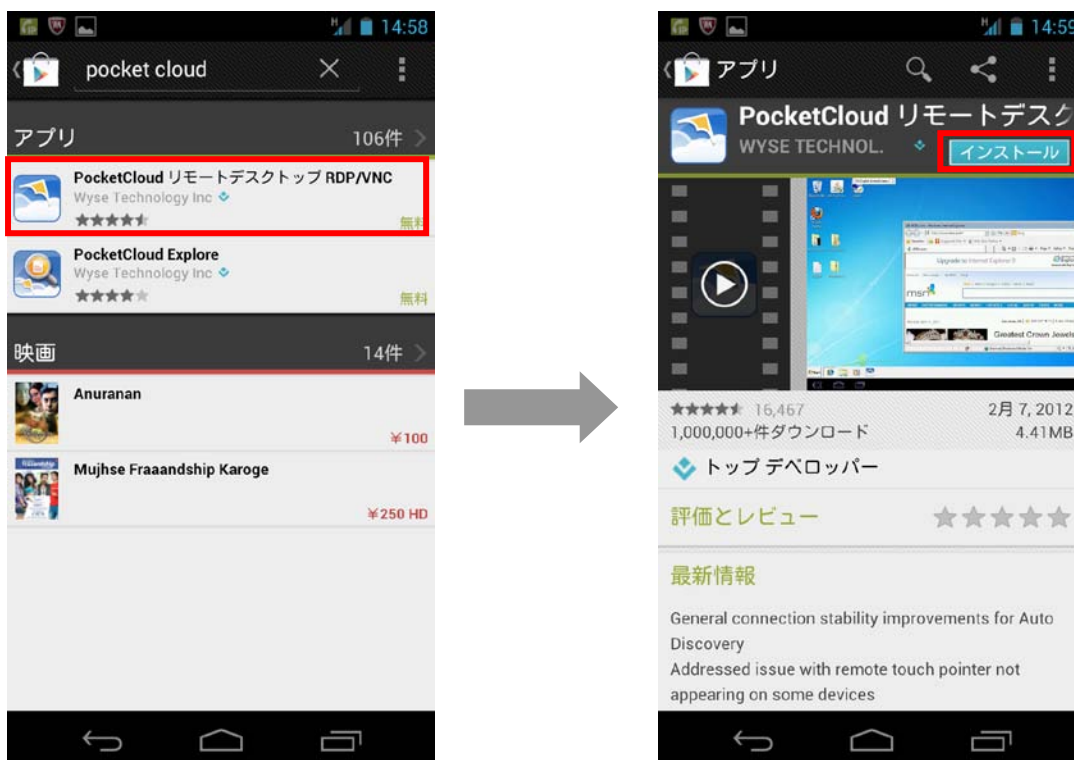 14:58
pocket cloud
アプリ 106件
PocketCloud リモートデスクトップ RDP/VNC
Wyse Technology Inc
無料
PocketCloud Explore
Wyse Technology Inc
無料
映画 14件
Anuranan
¥100
Mujhse Fraaandship Karoge
¥250 HD
14:59
アプリ
PocketCloud リモートデスク
WYSE TECHNOL.
インストール
msn
Greatest Crown Jewels
16,467 2月 7, 2012
1,000,000+件ダウンロード 4.41MB
トップ デベロッパー
評価とレビュー
最新情報
General connection stability improvements for Auto
Discovery
Addressed issue with remote touch pointer not
appearing on some devices